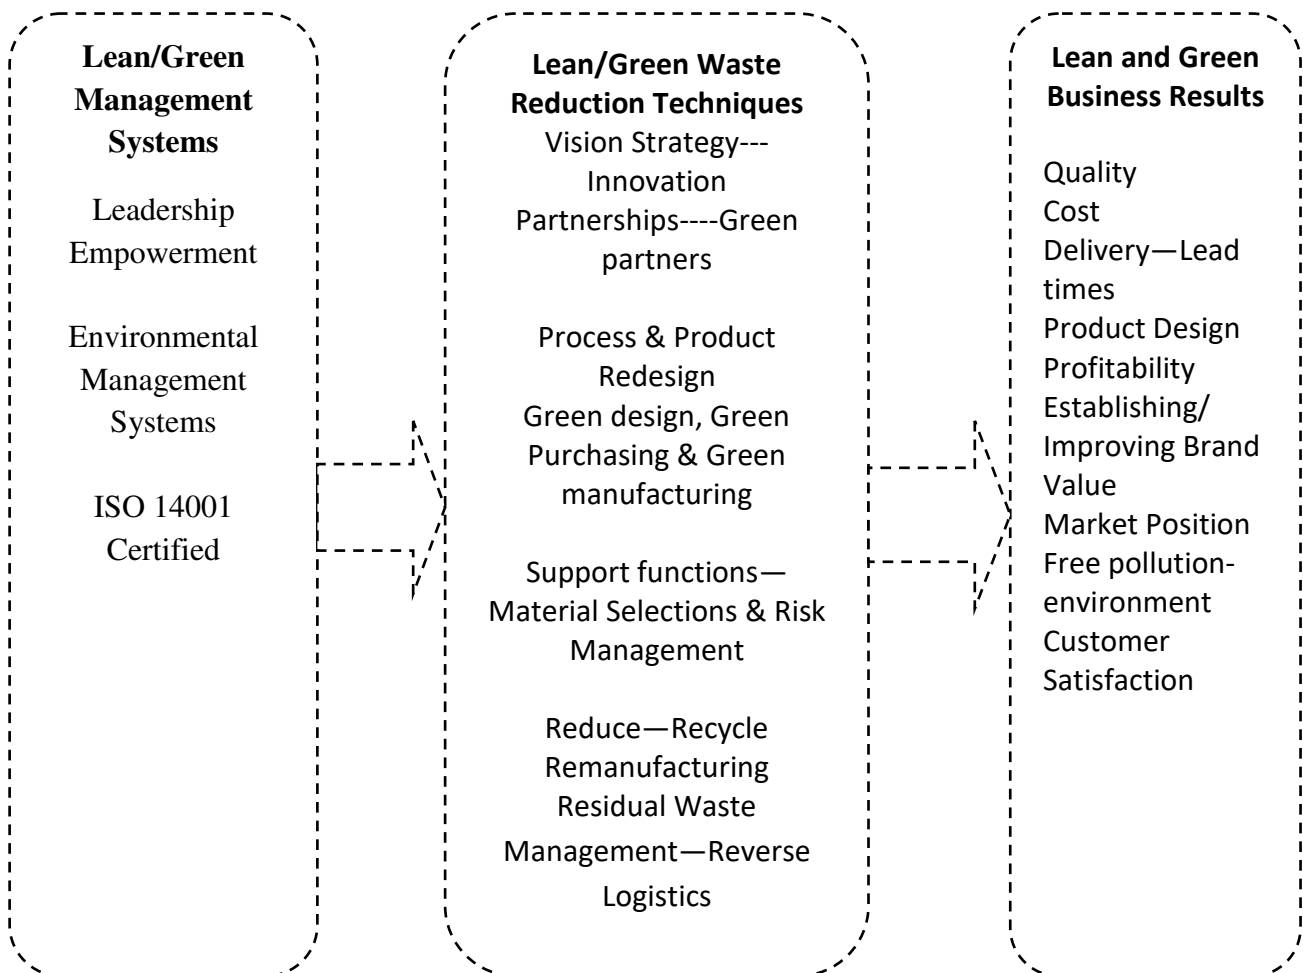 Lean/Green
Management
Systems
Leadership
Empowerment
Environmental
Management
Systems
ISO 14001
Certified
Lean/Green Waste
Reduction Techniques
Vision Strategy---
Innovation
Partnerships----Green
partners
Process & Product
Redesign
Green design, Green
Purchasing & Green
manufacturing
Support functions—
Material Selections & Risk
Management
Reduce—Recycle
Remanufacturing
Residual Waste
Management—Reverse
Logistics
Lean and Green
Business Results
Quality
Cost
Delivery—Lead
times
Product Design
Profitability
Establishing/
Improving Brand
Value
Market Position
Free pollution-
environment
Customer
Satisfaction